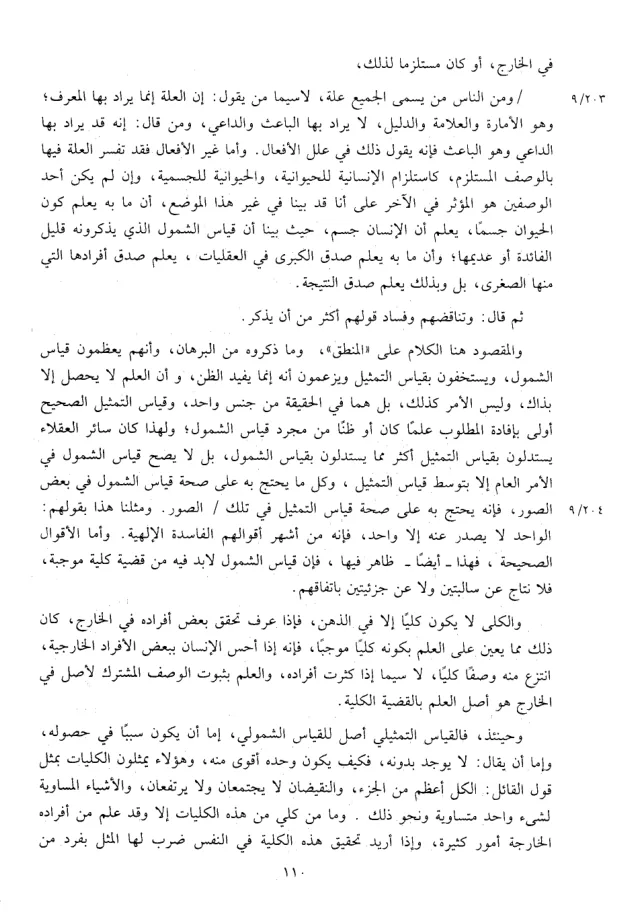 في الخارج، أو كان مستلزما لذلك،
٩/٢٠٣ / ومن الناس من يسمى الجميع علة، لاسيما من يقول: إن العلة إنما يراد بها المعرف؛
وهو الأمارة والعلامة والدليل، لا يراد بها الباعث والداعي، ومن قال: إنه قد يراد بها
الداعي وهو الباعث فإنه يقول ذلك في علل الأفعال. وأما غير الأفعال فقد تفسر العلة فيها
بالوصف المستلزم، كاستلزام الإنسانية للحيوانية، والحيوانية للجسمية، وإن لم يكن أحد
الوصفين هو المؤثر في الآخر على أنا قد بينا في غير هذا الموضع، أن ما به يعلم كون
الحيوان جسمًا، يعلم أن الإنسان جسم، حيث بينا أن قياس الشمول الذي يذكرونه قليل
الفائدة أو عديمها؛ وأن ما به يعلم صدق الكبرى في العقليات ، يعلم صدق أفرادها التي
منها الصغرى، بل وبذلك يعلم صدق النتيجة.
ثم قال: وتناقضهم وفساد قولهم أكثر من أن يذكر.
والمقصود هنا الكلام على «المنطق»، وما ذكروه من البرهان، وأنهم يعظمون قياس
الشمول، ويستخفون بقياس التمثيل ويزعمون أنه إنما يفيد الظن، و أن العلم لا يحصل إلا
بذاك، وليس الأمر كذلك، بل هما في الحقيقة من جنس واحد، وقياس التمثيل الصحيح
أولى بإفادة المطلوب علمًا كان أو ظنًا من مجرد قياس الشمول؛ ولهذا كان سائر العقلاء
يستدلون بقياس التمثيل أكثر مما يستدلون بقياس الشمول، بل لا يصح قياس الشمول في
الأمر العام إلا بتوسط قياس التمثيل ، وكل ما يحتج به على صحة قياس الشمول في بعض
٩/٢٠٤ الصور، فإنه يحتج به على صحة قياس التمثيل في تلك / الصور. ومثلنا هذا بقولهم:
الواحد لا يصدر عنه إلا واحد، فإنه من أشهر أقوالهم الفاسدة الإلهية. وأما الأقوال
الصحيحة ، فهذا ـ أيضًا ـ ظاهر فيها ، فإن قياس الشمول لابد فيه من قضية كلية موجبة،
فلا نتاج عن سالبتين ولا عن جزئيتين باتفاقهم.
والكلى لا يكون كليًا إلا في الذهن، فإذا عرف تحقق بعض أفراده في الخارج، كان
ذلك مما يعين على العلم بكونه كليًا موجبًا، فإنه إذا أحس الإنسان ببعض الأفراد الخارجية،
انتزع منه وصفًا كليًا، لا سيما إذا كثرت أفراده، والعلم بثبوت الوصف المشترك لأصل في
الخارج هو أصل العلم بالقضية الكلية.
وحينئذ، فالقياس التمثيلي أصل للقياس الشمولي، إما أن يكون سببًا في حصوله،
وإما أن يقال: لا يوجد بدونه، فكيف يكون وحده أقوى منه، وهؤلاء يمثلون الكليات بمثل
قول القائل: الكل أعظم من الجزء، والنقيضان لا يجتمعان ولا يرتفعان، والأشياء المساوية
لشىء واحد متساوية ونحو ذلك . وما من كلي من هذه الكليات إلا وقد علم من أفراده
الخارجة أمور كثيرة، وإذا أريد تحقيق هذه الكلية في النفس ضرب لها المثل بفرد من
١١٠